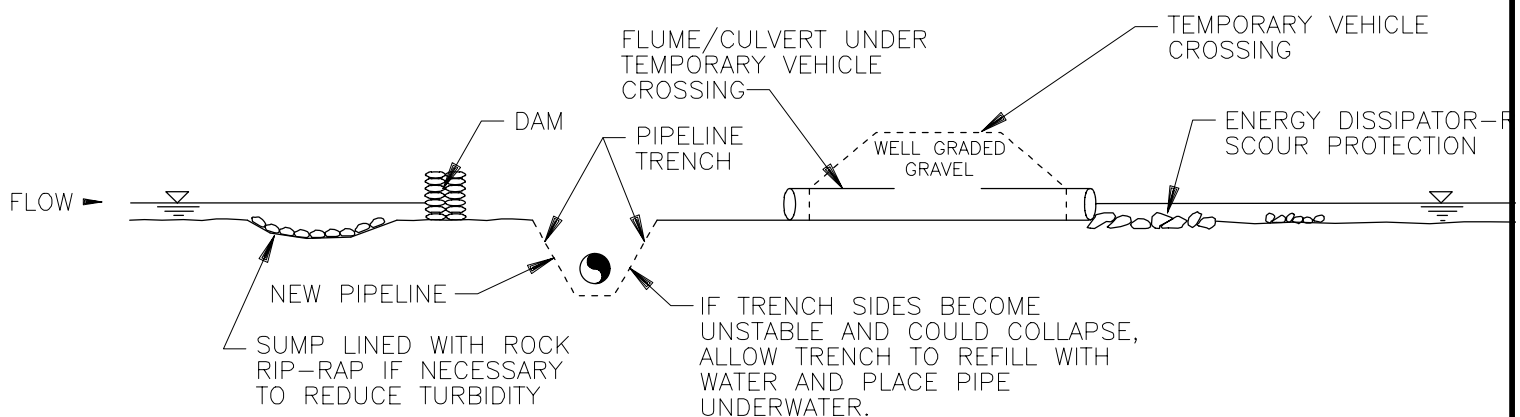 FLUME/CULVERT UNDER
TEMPORARY VEHICLE
CROSSING
TEMPORARY VEHICLE
CROSSING
DAM
PIPELINE
TRENCH
WELL GRADED
GRAVEL
ENERGY DISSIPATOR-R
SCOUR PROTECTION
FLOW
NEW PIPELINE
SUMP LINED WITH ROCK
RIP-RAP IF NECESSARY
TO REDUCE TURBIDITY
IF TRENCH SIDES BECOME
UNSTABLE AND COULD COLLAPSE,
ALLOW TRENCH TO REFILL WITH
WATER AND PLACE PIPE
UNDERWATER.